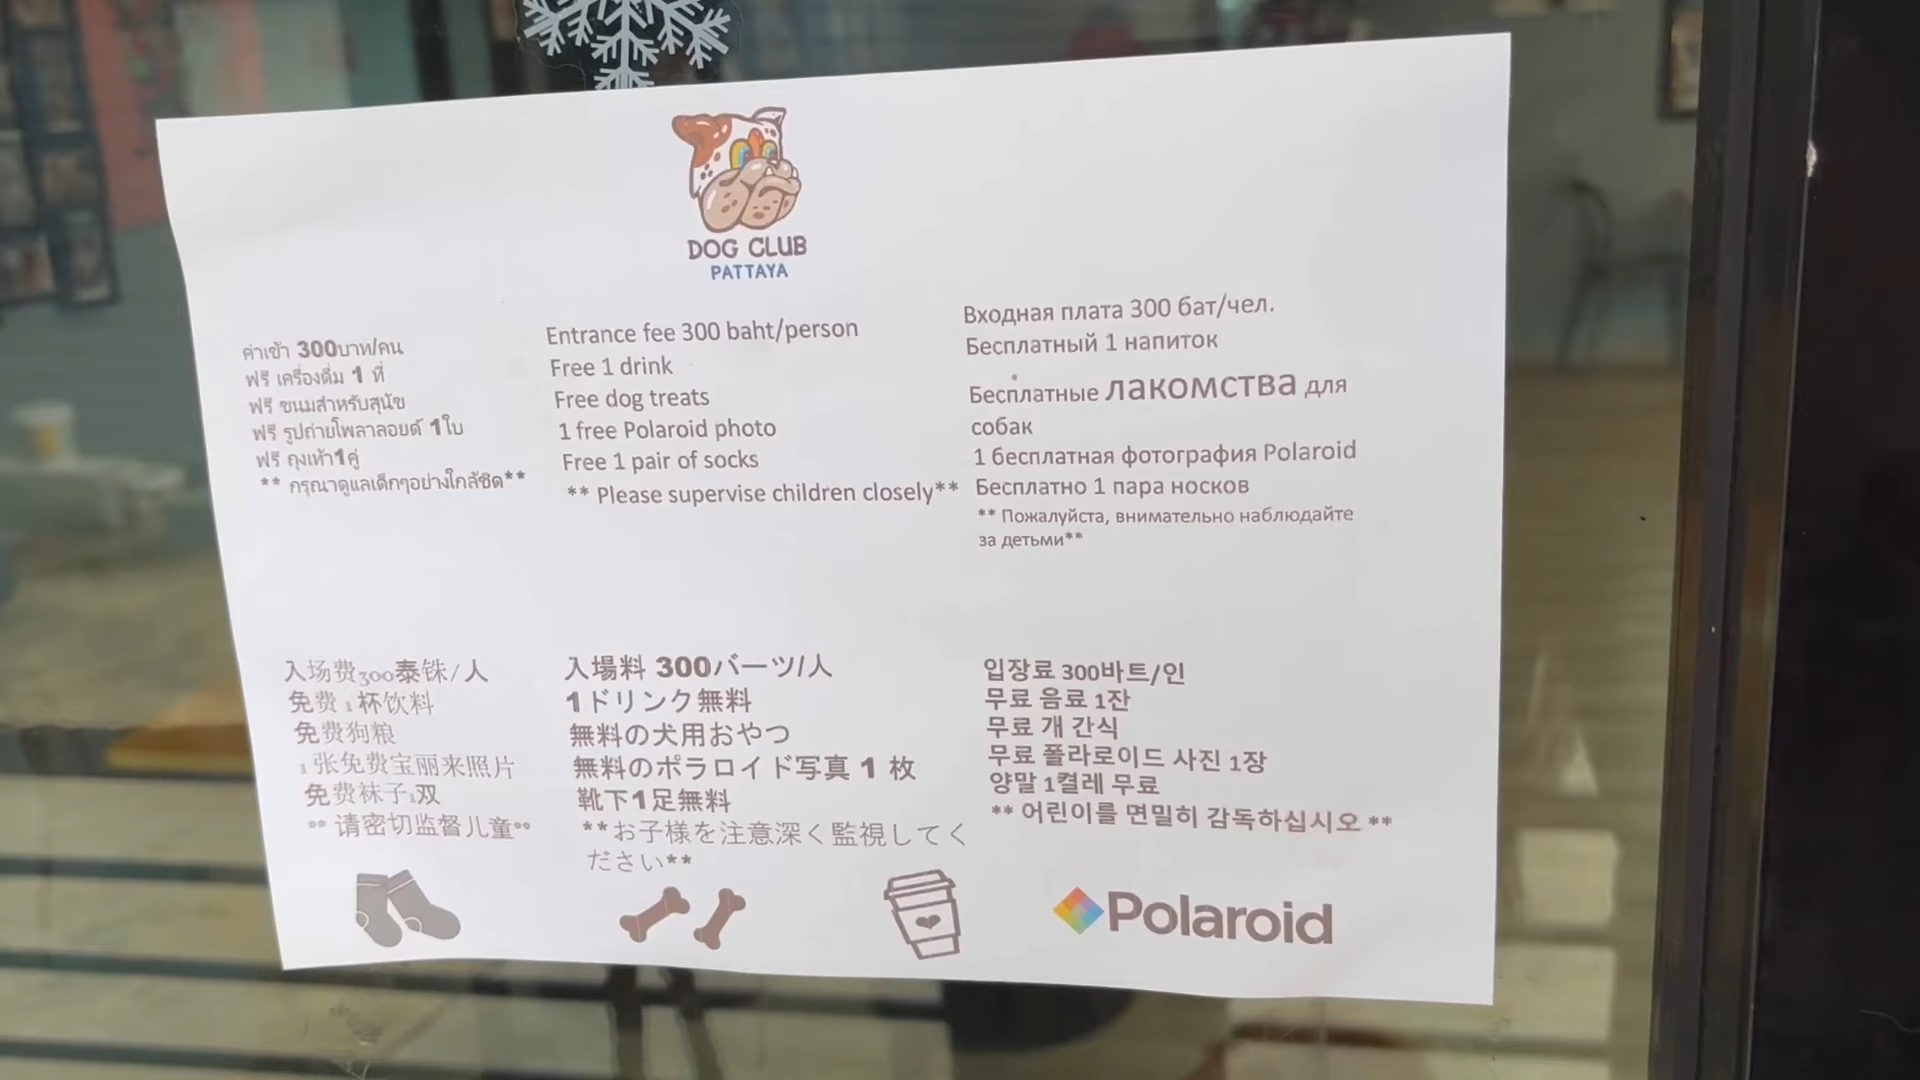 DOG CLUB
PATTAYA
ค่าเข้า 300บาท/คน
ฟรี เครื่องดื่ม 1 ที่
ฟรี ขนมสำหรับสุนัข
ฟรี รูปถ่ายโพลาลอยด์ 1ใบ
ฟรี ถุงเท้า1คู่
** กรุณาดูแลเด็กๆอย่างใกล้ชิด**
Entrance fee 300 baht/person
Free 1 drink
Free dog treats
1 free Polaroid photo
Free 1 pair of socks
** Please supervise children closely**
Входная плата 300 бат/чел.
Бесплатный 1 напиток
Бесплатные лакомства для
собак
1 бесплатная фотография Polaroid
Бесплатно 1 пара носков
** Пожалуйста, внимательно наблюдайте
за детьми**
入场费300泰铢/人
免费1杯饮料
免费狗粮
1张免费宝丽来照片
免费袜子1双
** 请密切监督儿童**
入場料 300バーツ/人
1ドリンク無料
無料の犬用おやつ
無料のポラロイド写真 1 枚
靴下1足無料
**お子様を注意深く監視してく
ださい**
입장료 300바트/인
무료 음료 1잔
무료 개 간식
무료 폴라로이드 사진 1장
양말 1켤레 무료
** 어린이를 면밀히 감독하십시오 **
Polaroid